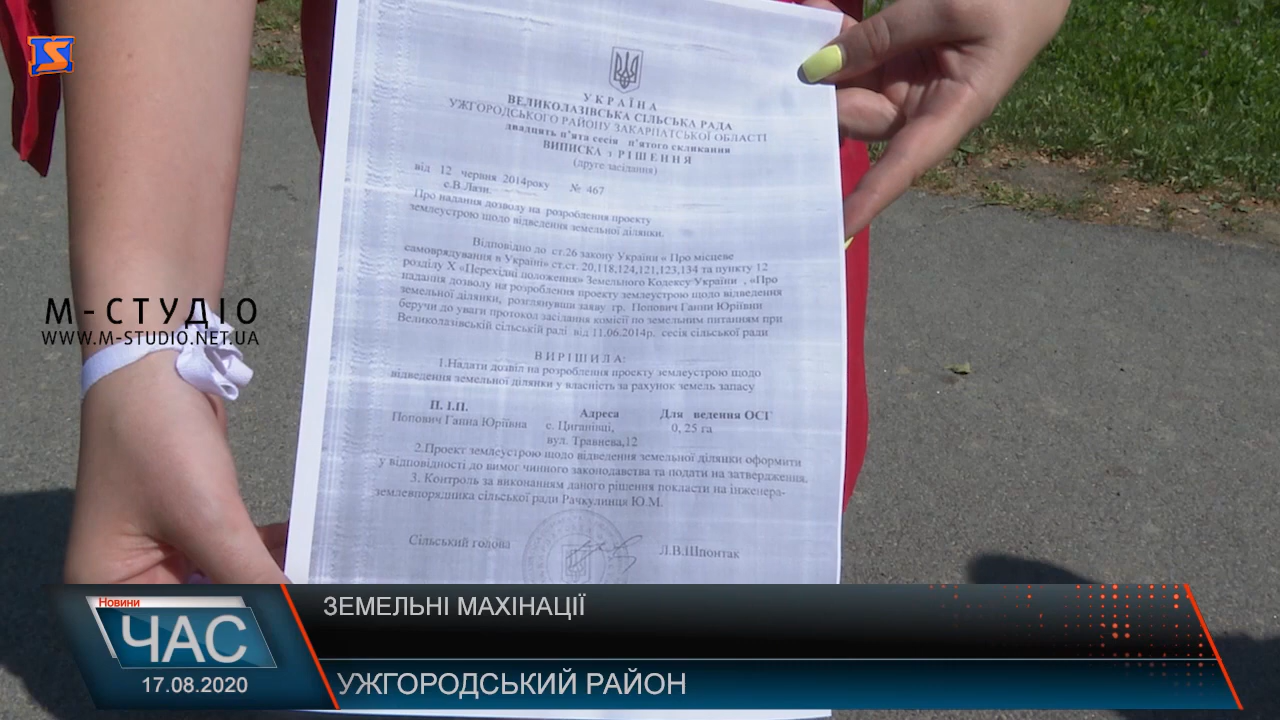 УКРАЇНА
ВЕЛИКОЛАЗІВСЬКА СІЛЬСЬКА РАДА
УЖГОРОДСЬКОГО РАЙОНУ ЗАКАРПАТСЬКОЇ ОБЛАСТІ
двадцять п'ята сесія п'ятого скликання
ВИПИСКА з РІШЕННЯ
(друге засідання)
від 12 червня 2014року № 467
с.В.Лази.
Про надання дозволу на розроблення проекту
землеустрою щодо відведення земельної ділянки.
Відповідно до ст.26 закону України « Про місцеве
самоврядування в Україні» ст.ст. 20,118,124,121,123,134 та пункту 12
розділу X «Перехідні положення» Земельного Кодексу України , «Про
надання дозволу на розроблення проекту землеустрою щодо відведення
земельної ділянки, розглянувши заяву гр. Попович Ганни Юріївни
беручи до уваги протокол засідання комісії по земельним питанням при
Великолазівській сільській раді від 11.06.2014р. сесія сільської ради
ВИРІШИЛА:
1.Надати дозвіл на розроблення проекту землеустрою щодо
відведення земельної ділянки у власність за рахунок земель запасу
П. І.П. Адреса Для ведення ОСГ
Попович Ганна Юріївна с. Циганівці, 0, 25 га
вул. Травнева,12
2.Проект землеустрою щодо відведення земельної ділянки оформити
у відповідності до вимог чинного законодавства та подати на затвердження.
3. Контроль за виконанням даного рішення покласти на інженера-
землевпорядника сільської ради Рачкулинця Ю.М.
Сільський голова Л.В.Шпонтак
М-СТУДІО
WWW.M-STUDIO.NET.UA
Новини
ЧАС
17.08.2020
ЗЕМЕЛЬНІ МАХІНАЦІЇ
УЖГОРОДСЬКИЙ РАЙОН